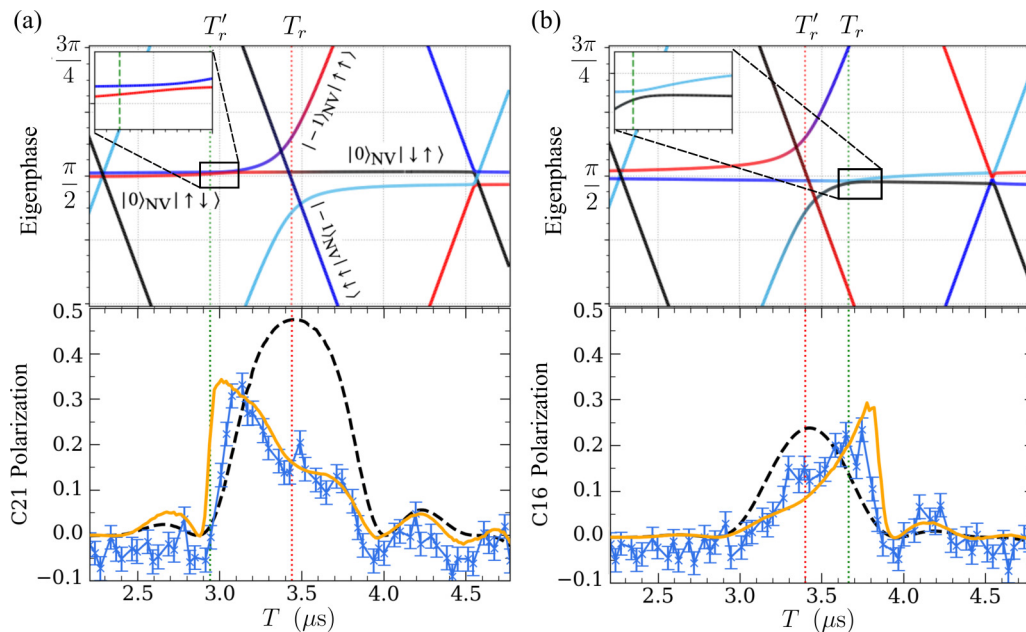 (a)
T′r Tr
3π/4
π/2
Eigenphase
|−1⟩NV|↑↑⟩
|0⟩NV|↓↑⟩
|0⟩NV|↑↓⟩
|−1⟩NV|↓↓⟩
0.5
0.4
0.3
0.2
0.1
0.0
−0.1
C21 Polarization
2.5 3.0 3.5 4.0 4.5
T (μs)
(b)
T′r Tr
3π/4
π/2
Eigenphase
0.5
0.4
0.3
0.2
0.1
0.0
−0.1
C16 Polarization
2.5 3.0 3.5 4.0 4.5
T (μs)